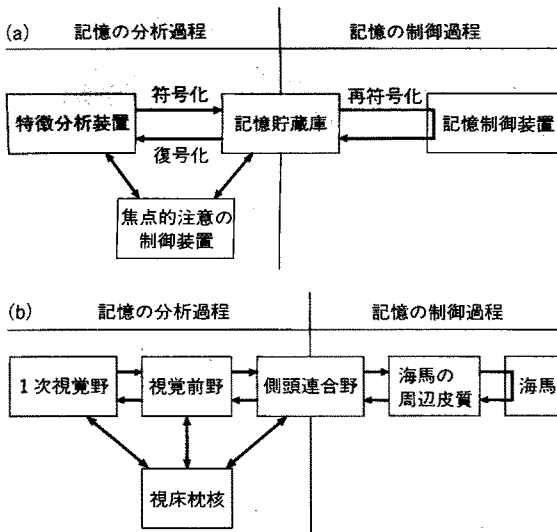 (a)
記憶の分析過程
記憶の制御過程
符号化
再符号化
特徴分析装置
記憶貯蔵庫
記憶制御装置
復号化
焦点的注意の
制御装置
(b)
記憶の分析過程
記憶の制御過程
1次視覚野
視覚前野
側頭連合野
海馬の
周辺皮質
海馬
視床枕核